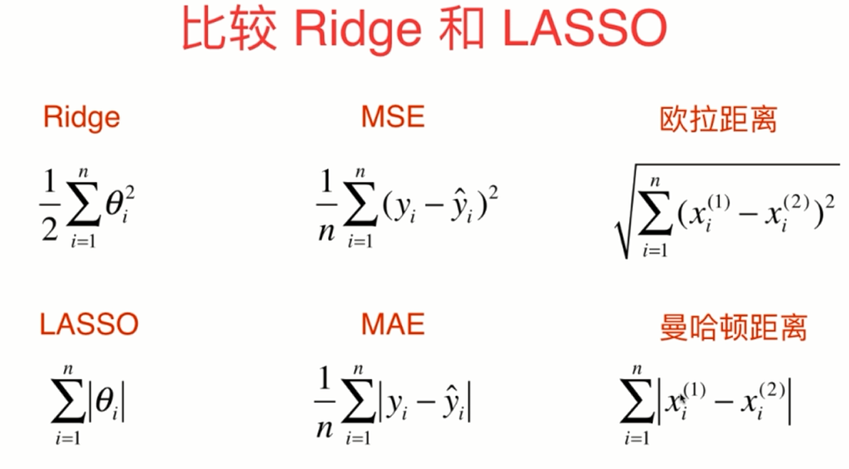 比较 Ridge 和 LASSO
Ridge MSE 欧拉距离
$\frac{1}{2}\sum_{i=1}^{n}\theta_i^2$ $\frac{1}{n}\sum_{i=1}^{n}(y_i - \hat{y}_i)^2$ $\sqrt{\sum_{i=1}^{n}(x_i^{(1)} - x_i^{(2)})^2}$
LASSO MAE 曼哈顿距离
$\sum_{i=1}^{n}|\theta_i|$ $\frac{1}{n}\sum_{i=1}^{n}|y_i - \hat{y}_i|$ $\sum_{i=1}^{n}|x_i^{(1)} - x_i^{(2)}|$